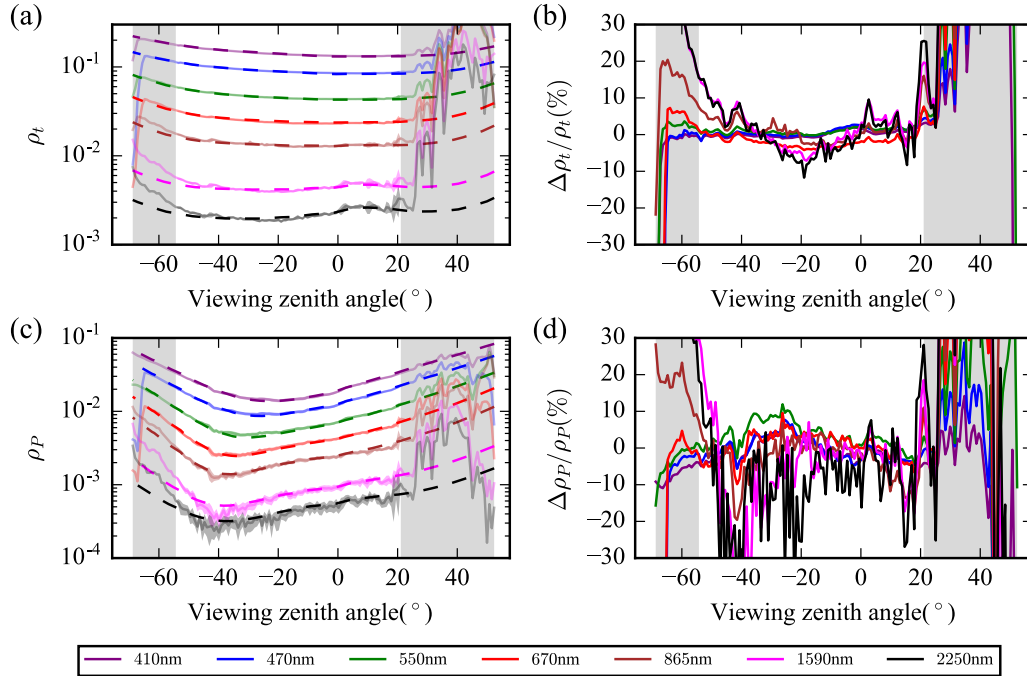 (a)
10⁻¹
10⁻²
10⁻³
ρₜ
−60 −40 −20 0 20 40
Viewing zenith angle(°)
(b)
30
20
10
0
−10
−20
−30
Δρₜ/ρₜ(%)
−60 −40 −20 0 20 40
Viewing zenith angle(°)
(c)
10⁻¹
10⁻²
10⁻³
10⁻⁴
ρ_P
−60 −40 −20 0 20 40
Viewing zenith angle(°)
(d)
30
20
10
0
−10
−20
−30
Δρ_P/ρ_P(%)
−60 −40 −20 0 20 40
Viewing zenith angle(°)
410nm 470nm 550nm 670nm 865nm 1590nm 2250nm